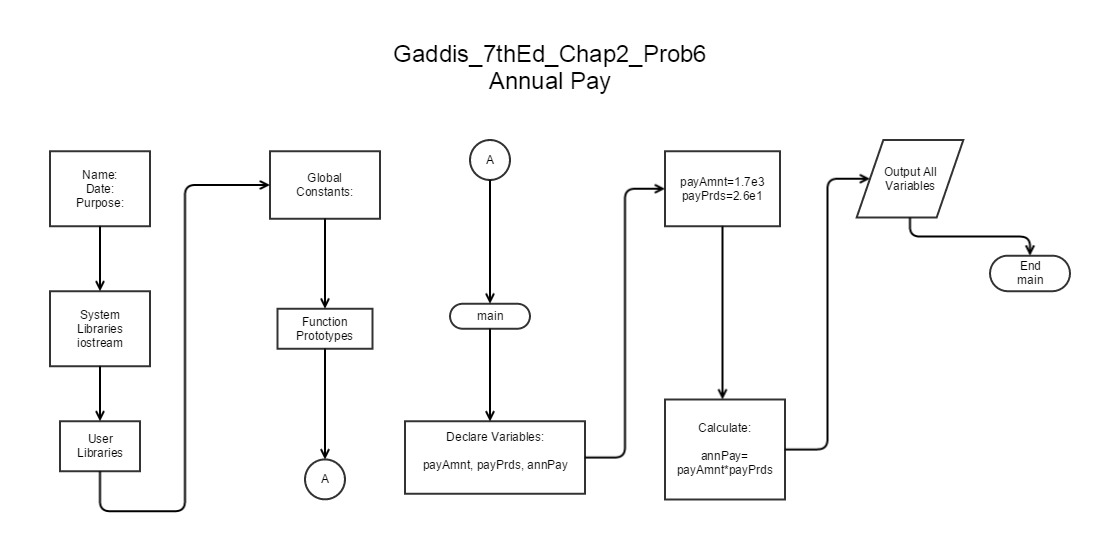 Gaddis_7thEd_Chap2_Prob6
Annual Pay
Name:
Date:
Purpose:
System
Libraries
iostream
User
Libraries
Global
Constants:
Function
Prototypes
A
A
main
Declare Variables:
payAmnt, payPrds, annPay
payAmnt=1.7e3
payPrds=2.6e1
Calculate:
annPay=
payAmnt*payPrds
Output All
Variables
End
main